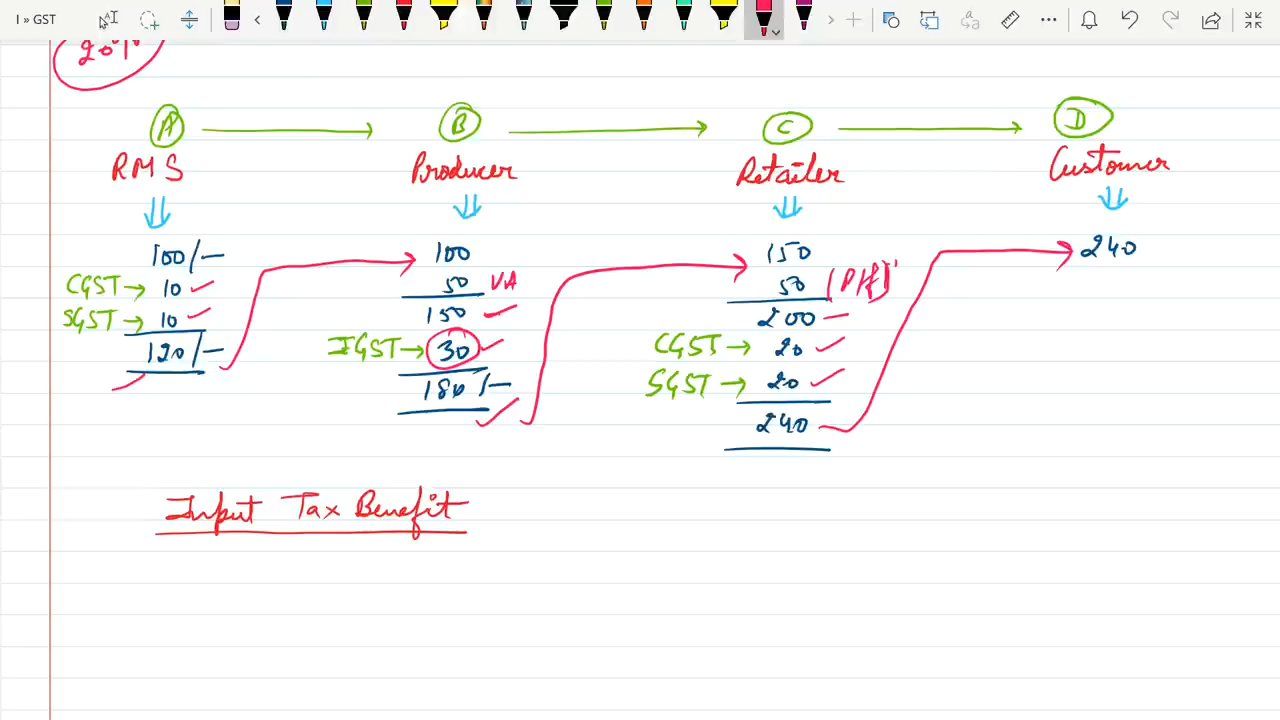 I » GST
20%
A B C D
RMS Producer Retailer Customer
100/- 100 150 240
CGST → 10 50 VA 50
SGST → 10 150 200
120/- IGST → 30 CGST → 20
180/- SGST → 20
240
Input Tax Benefit